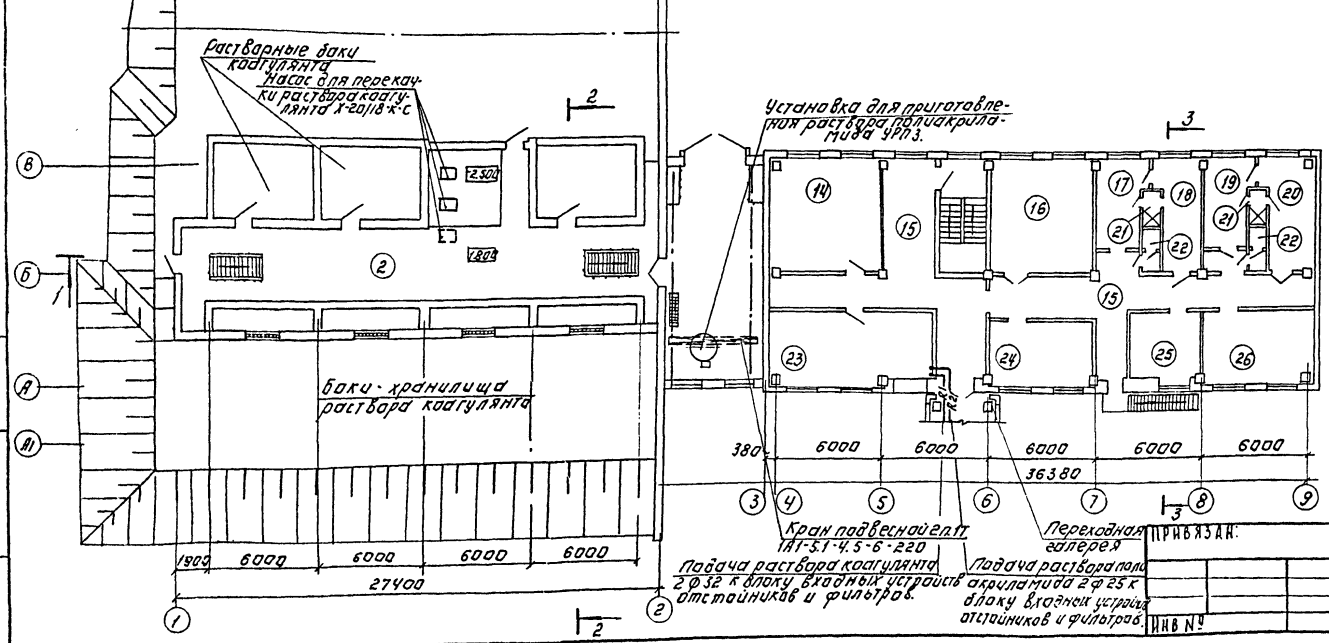 Растворные баки
коагулянта
Насос для перекач-
ки раствора коагу-
лянта Х-20/18-К-С
2
Установка для приготовле-
ния раствора полиакрила-
мида УРПЗ.
3
В
-2.500
14
15
16
17
18
19
20
21
22
21
22
Б
1
2
1.800
15
23
24
25
26
А
Баки-хранилища
раствора коагулянта
А1
380
6000
6000
6000
6000
6000
36380
3
4
5
6
7
8
9
3
Кран подвесной
1А1-5.1-4.5-6-220
Переходная
галерея
ПРИВЯЗАН:
1900
6000
6000
6000
6000
27400
Подача раствора коагулянта
2 ф 32 к блоку входных устройств
отстойников и фильтров.
Подача раствора поли
акриламида 2 ф 25 к
блоку входных устройств
отстойников и фильтров.
1
2
2
ИНВ №